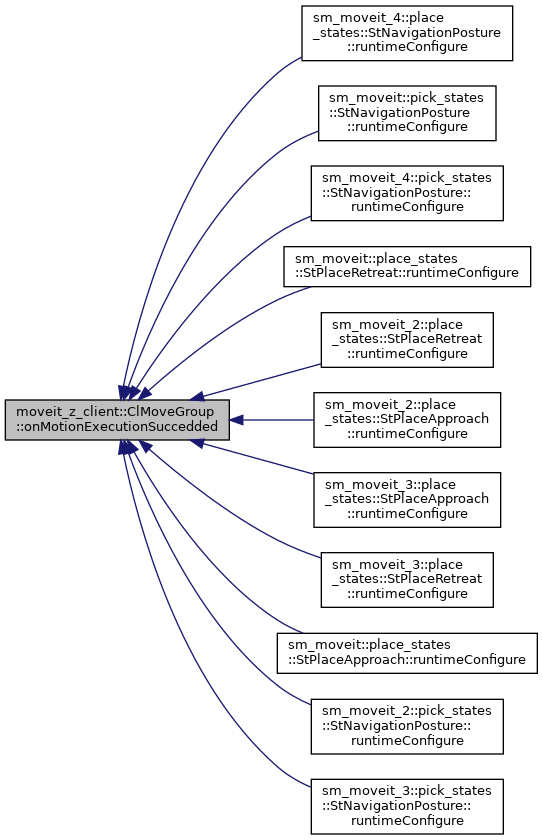 sm_moveit_4::place
_states::StNavigationPosture
::runtimeConfigure
sm_moveit::pick_states
::StNavigationPosture
::runtimeConfigure
sm_moveit_4::pick_states
::StNavigationPosture::
runtimeConfigure
sm_moveit::place_states
::StPlaceRetreat::runtimeConfigure
sm_moveit_2::place
_states::StPlaceRetreat
::runtimeConfigure
moveit_z_client::ClMoveGroup
::onMotionExecutionSuccedded
sm_moveit_2::place
_states::StPlaceApproach
::runtimeConfigure
sm_moveit_3::place
_states::StPlaceApproach
::runtimeConfigure
sm_moveit_3::place
_states::StPlaceRetreat
::runtimeConfigure
sm_moveit::place_states
::StPlaceApproach::runtimeConfigure
sm_moveit_2::pick_states
::StNavigationPosture::
runtimeConfigure
sm_moveit_3::pick_states
::StNavigationPosture::
runtimeConfigure